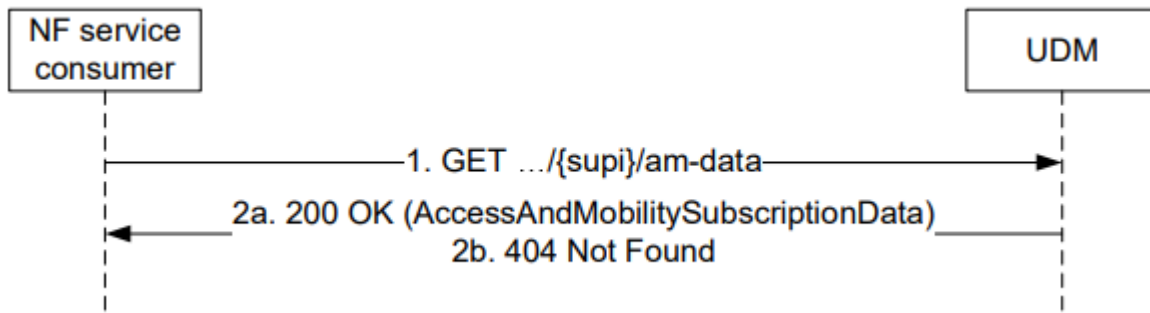 NF service
consumer
UDM
1. GET …/{supi}/am-data
2a. 200 OK (AccessAndMobilitySubscriptionData)
2b. 404 Not Found